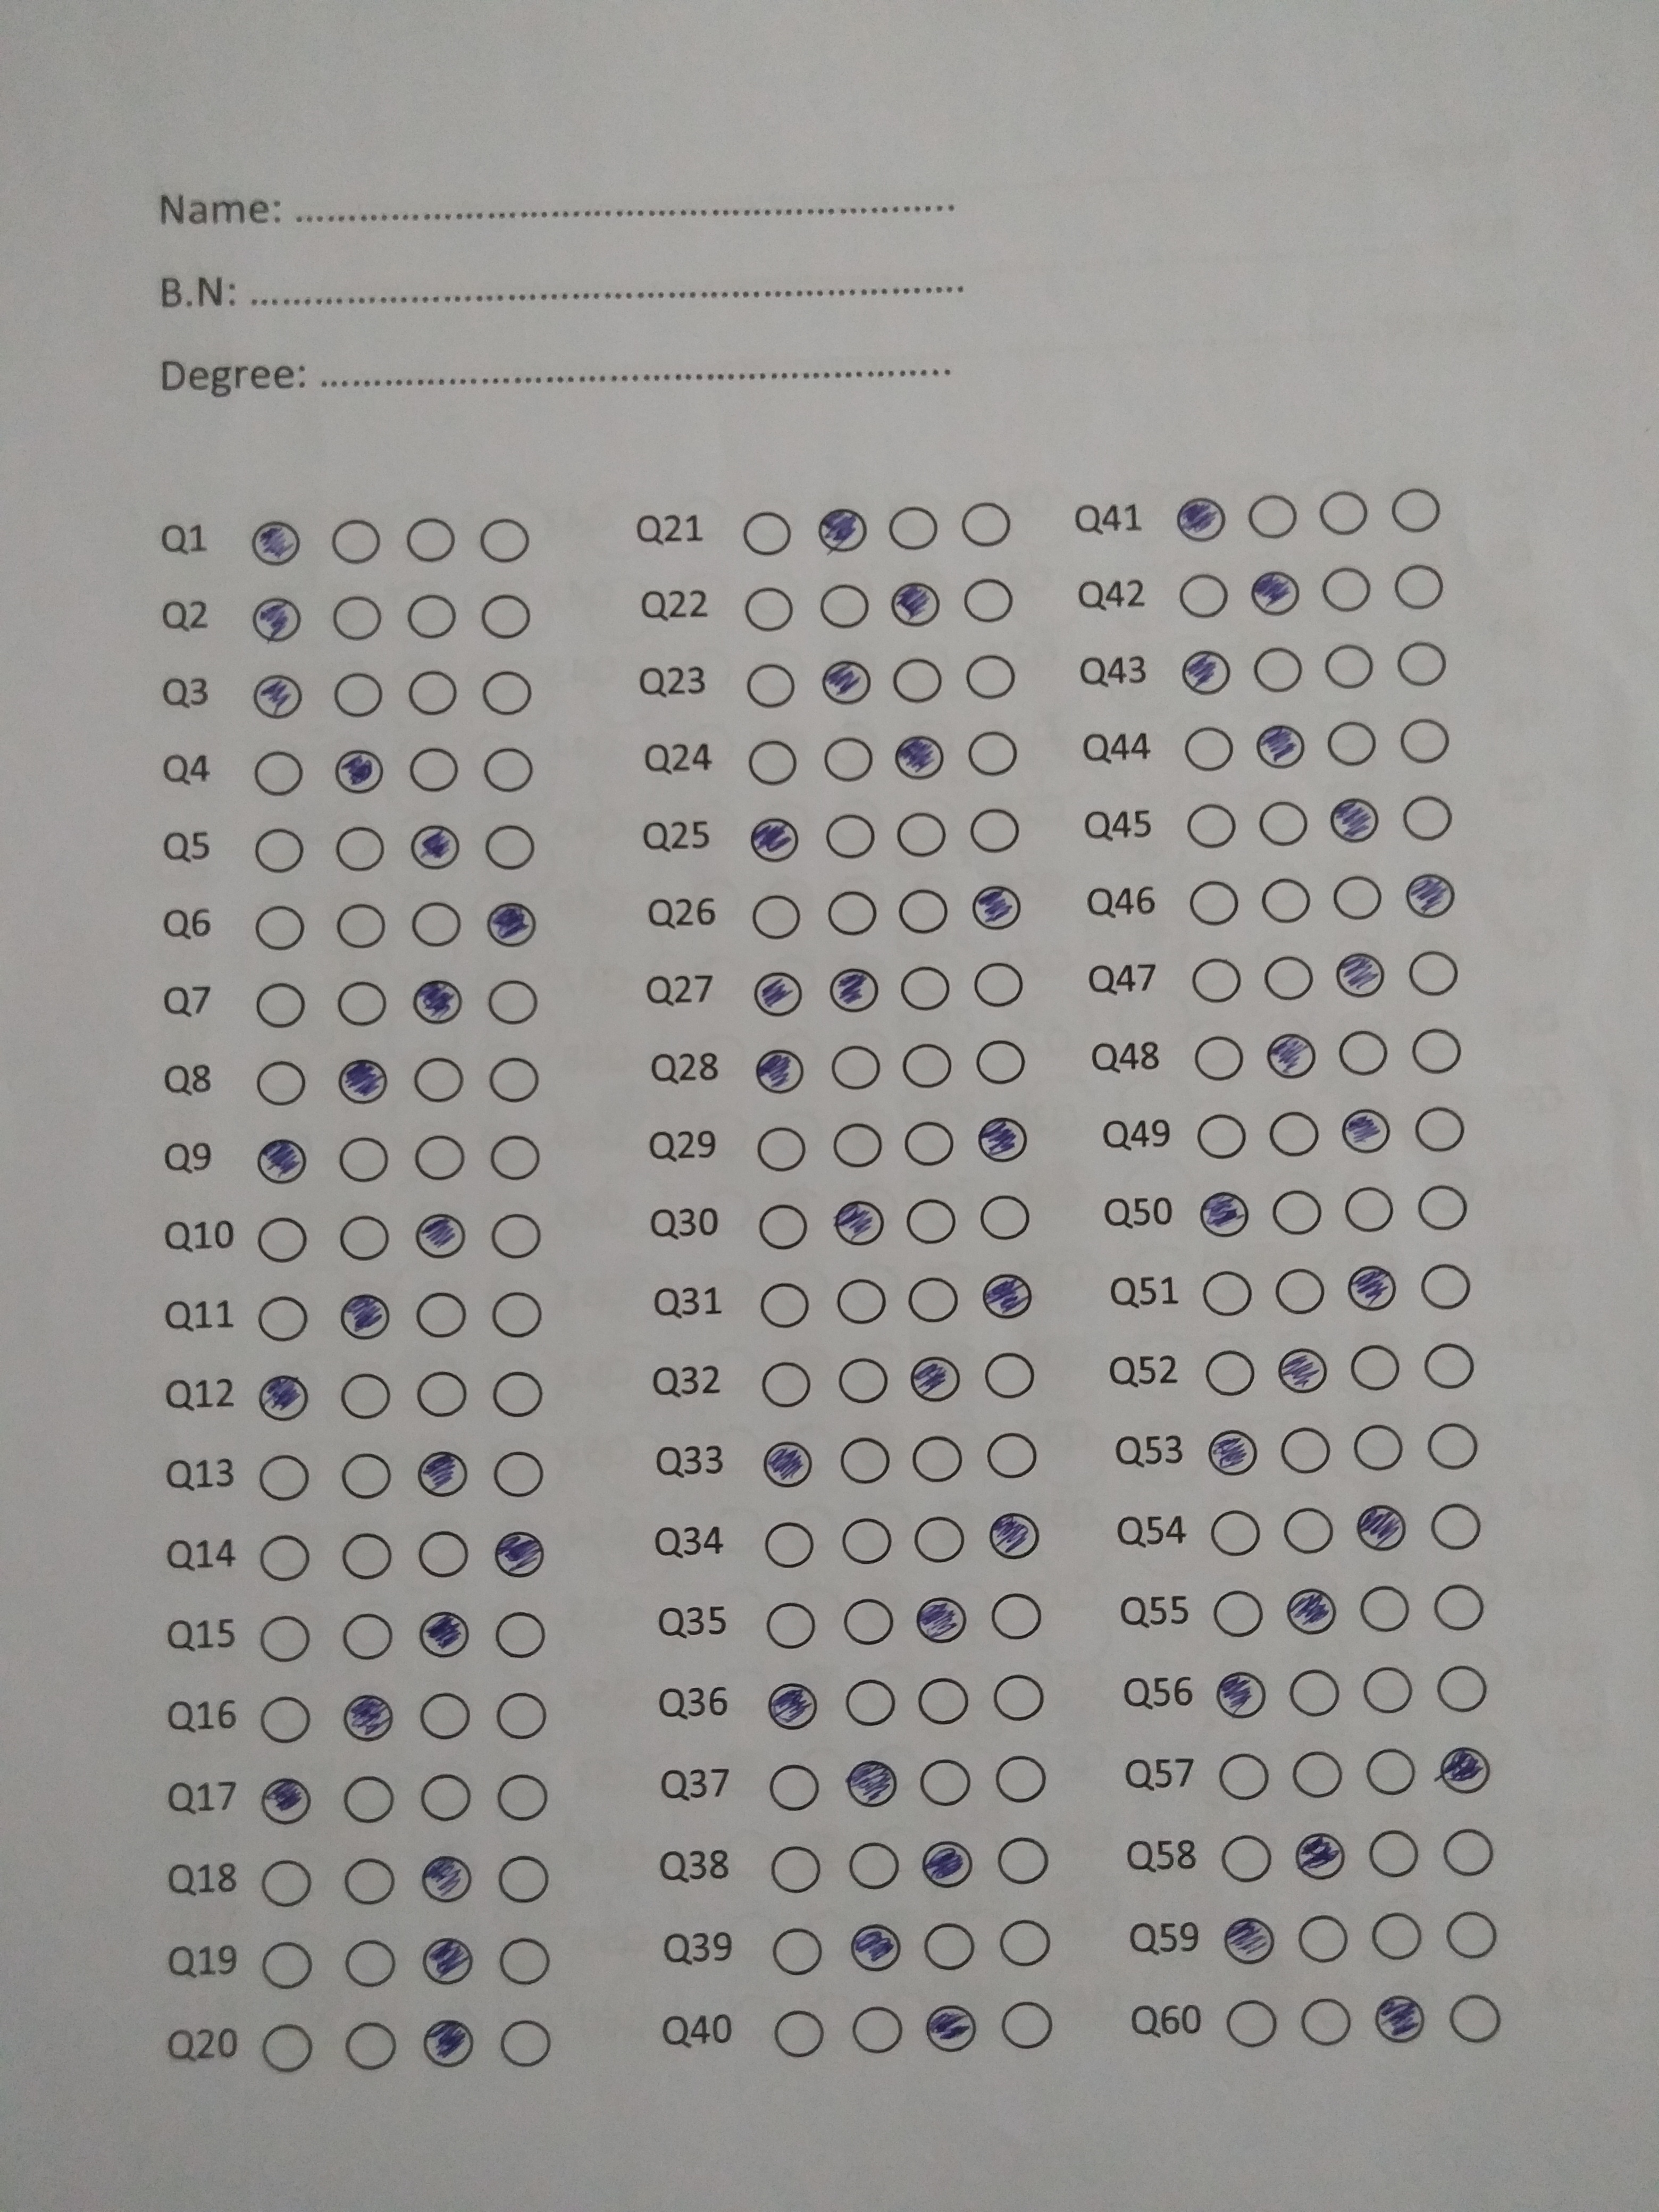 Name: ............................................................
B.N: .................................................................
Degree: .........................................................
Q1 Q21 Q41
Q2 Q22 Q42
Q3 Q23 Q43
Q4 Q24 Q44
Q5 Q25 Q45
Q6 Q26 Q46
Q7 Q27 Q47
Q8 Q28 Q48
Q9 Q29 Q49
Q10 Q30 Q50
Q11 Q31 Q51
Q12 Q32 Q52
Q13 Q33 Q53
Q14 Q34 Q54
Q15 Q35 Q55
Q16 Q36 Q56
Q17 Q37 Q57
Q18 Q38 Q58
Q19 Q39 Q59
Q20 Q40 Q60